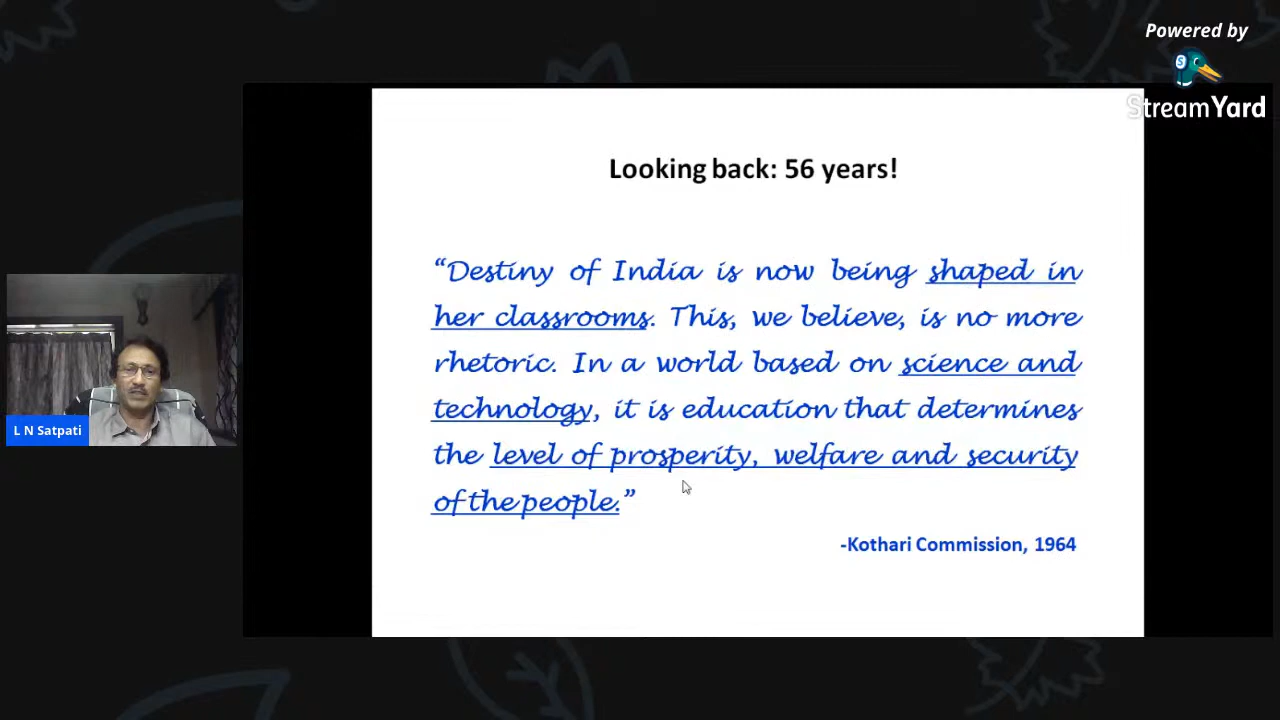 Powered by
StreamYard
Looking back: 56 years!
“Destiny of India is now being shaped in
her classrooms. This, we believe, is no more
rhetoric. In a world based on science and
technology, it is education that determines
the level of prosperity, welfare and security
of the people.”
-Kothari Commission, 1964
L N Satpati